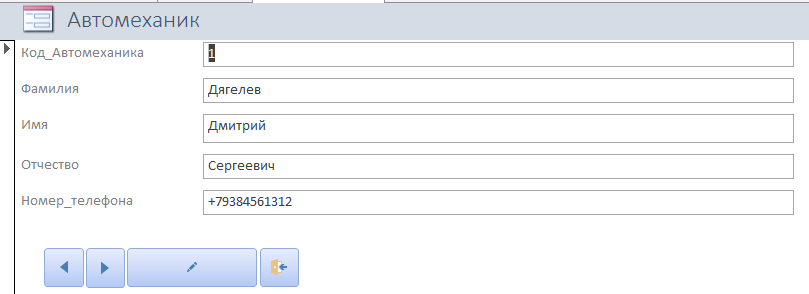 Автомеханик
Код_Автомеханика 1
Фамилия Дягелев
Имя Дмитрий
Отчество Сергеевич
Номер_телефона +79384561312